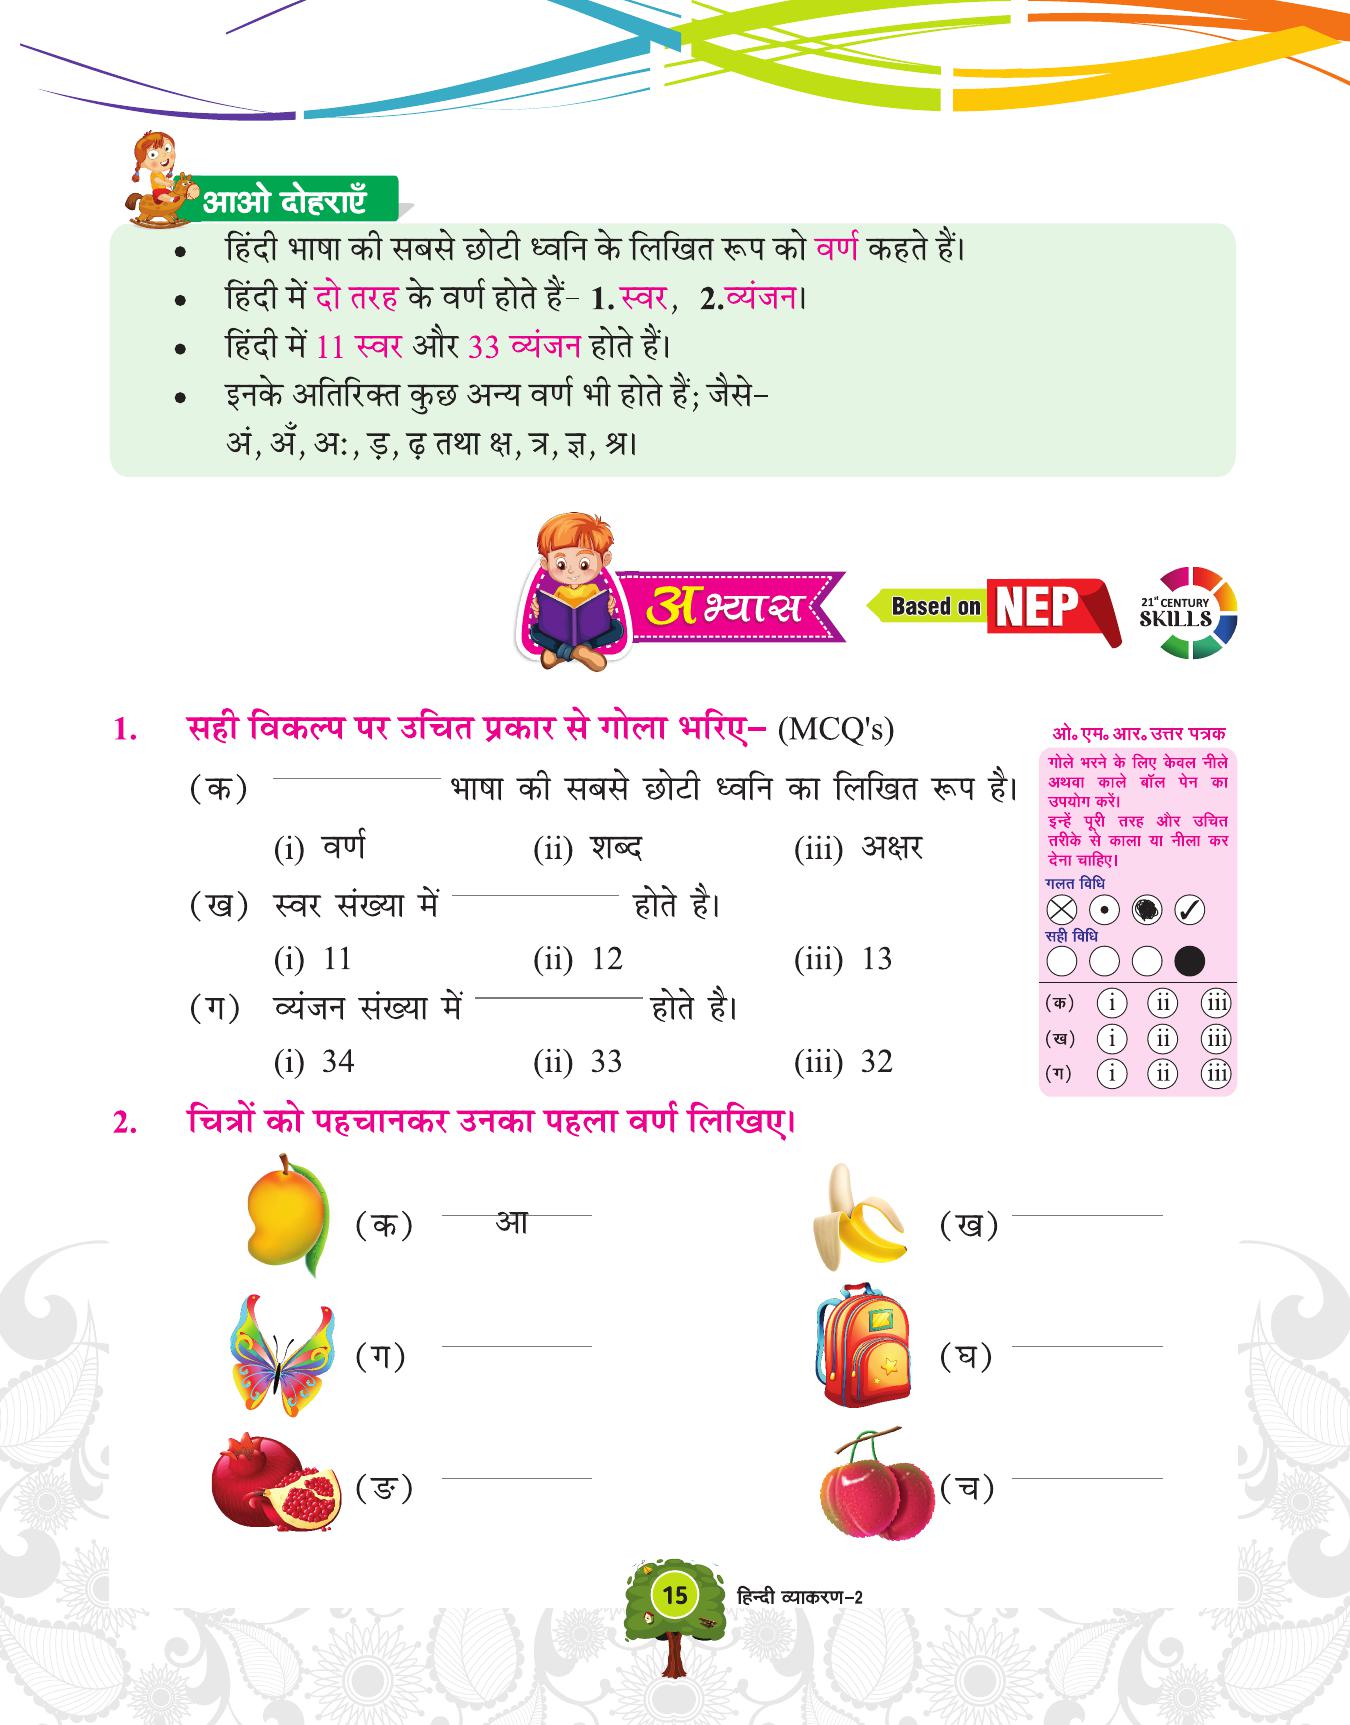 आओ दोहराएँ
• हिंदी भाषा की सबसे छोटी ध्वनि के लिखित रूप को वर्ण कहते हैं।
• हिंदी में दो तरह के वर्ण होते हैं– 1. स्वर, 2.व्यंजन।
• हिंदी में 11 स्वर और 33 व्यंजन होते हैं।
• इनके अतिरिक्त कुछ अन्य वर्ण भी होते हैं; जैसे–
अं, अँ, अः, ड़, ढ़ तथा क्ष, त्र, ज्ञ, श्र।
अभ्यास
Based on NEP
21st CENTURY
SKILLS
1. सही विकल्प पर उचित प्रकार से गोला भरिए– (MCQ's)
(क) ________ भाषा की सबसे छोटी ध्वनि का लिखित रूप है।
(i) वर्ण (ii) शब्द (iii) अक्षर
(ख) स्वर संख्या में ________ होते है।
(i) 11 (ii) 12 (iii) 13
(ग) व्यंजन संख्या में ________ होते है।
(i) 34 (ii) 33 (iii) 32
ओ॰ एम॰ आर॰ उत्तर पत्रक
गोले भरने के लिए केवल नीले
अथवा काले बॉल पेन का
उपयोग करें।
इन्हें पूरी तरह और उचित
तरीके से काला या नीला कर
देना चाहिए।
गलत विधि
सही विधि
(क) i ii iii
(ख) i ii iii
(ग) i ii iii
2. चित्रों को पहचानकर उनका पहला वर्ण लिखिए।
(क) आ (ख) ________
(ग) ________ (घ) ________
(ङ) ________ (च) ________
15 हिन्दी व्याकरण–2